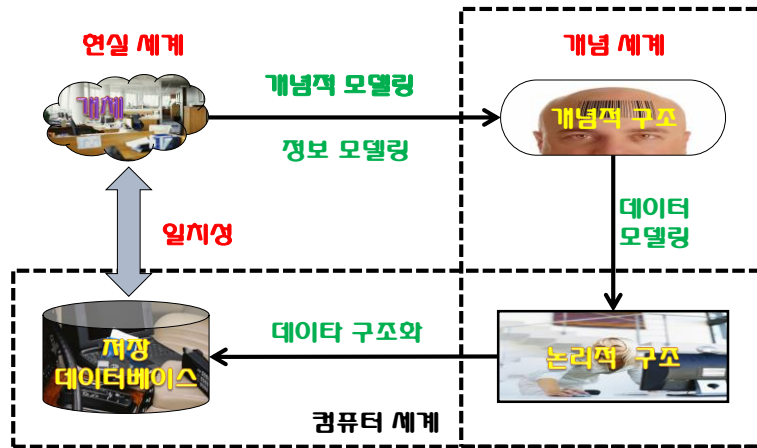 현실 세계
개념 세계
개체
개념적 모델링
정보 모델링
개념적 구조
데이터
모델링
일치성
데이타 구조화
저장
데이터베이스
논리적 구조
컴퓨터 세계